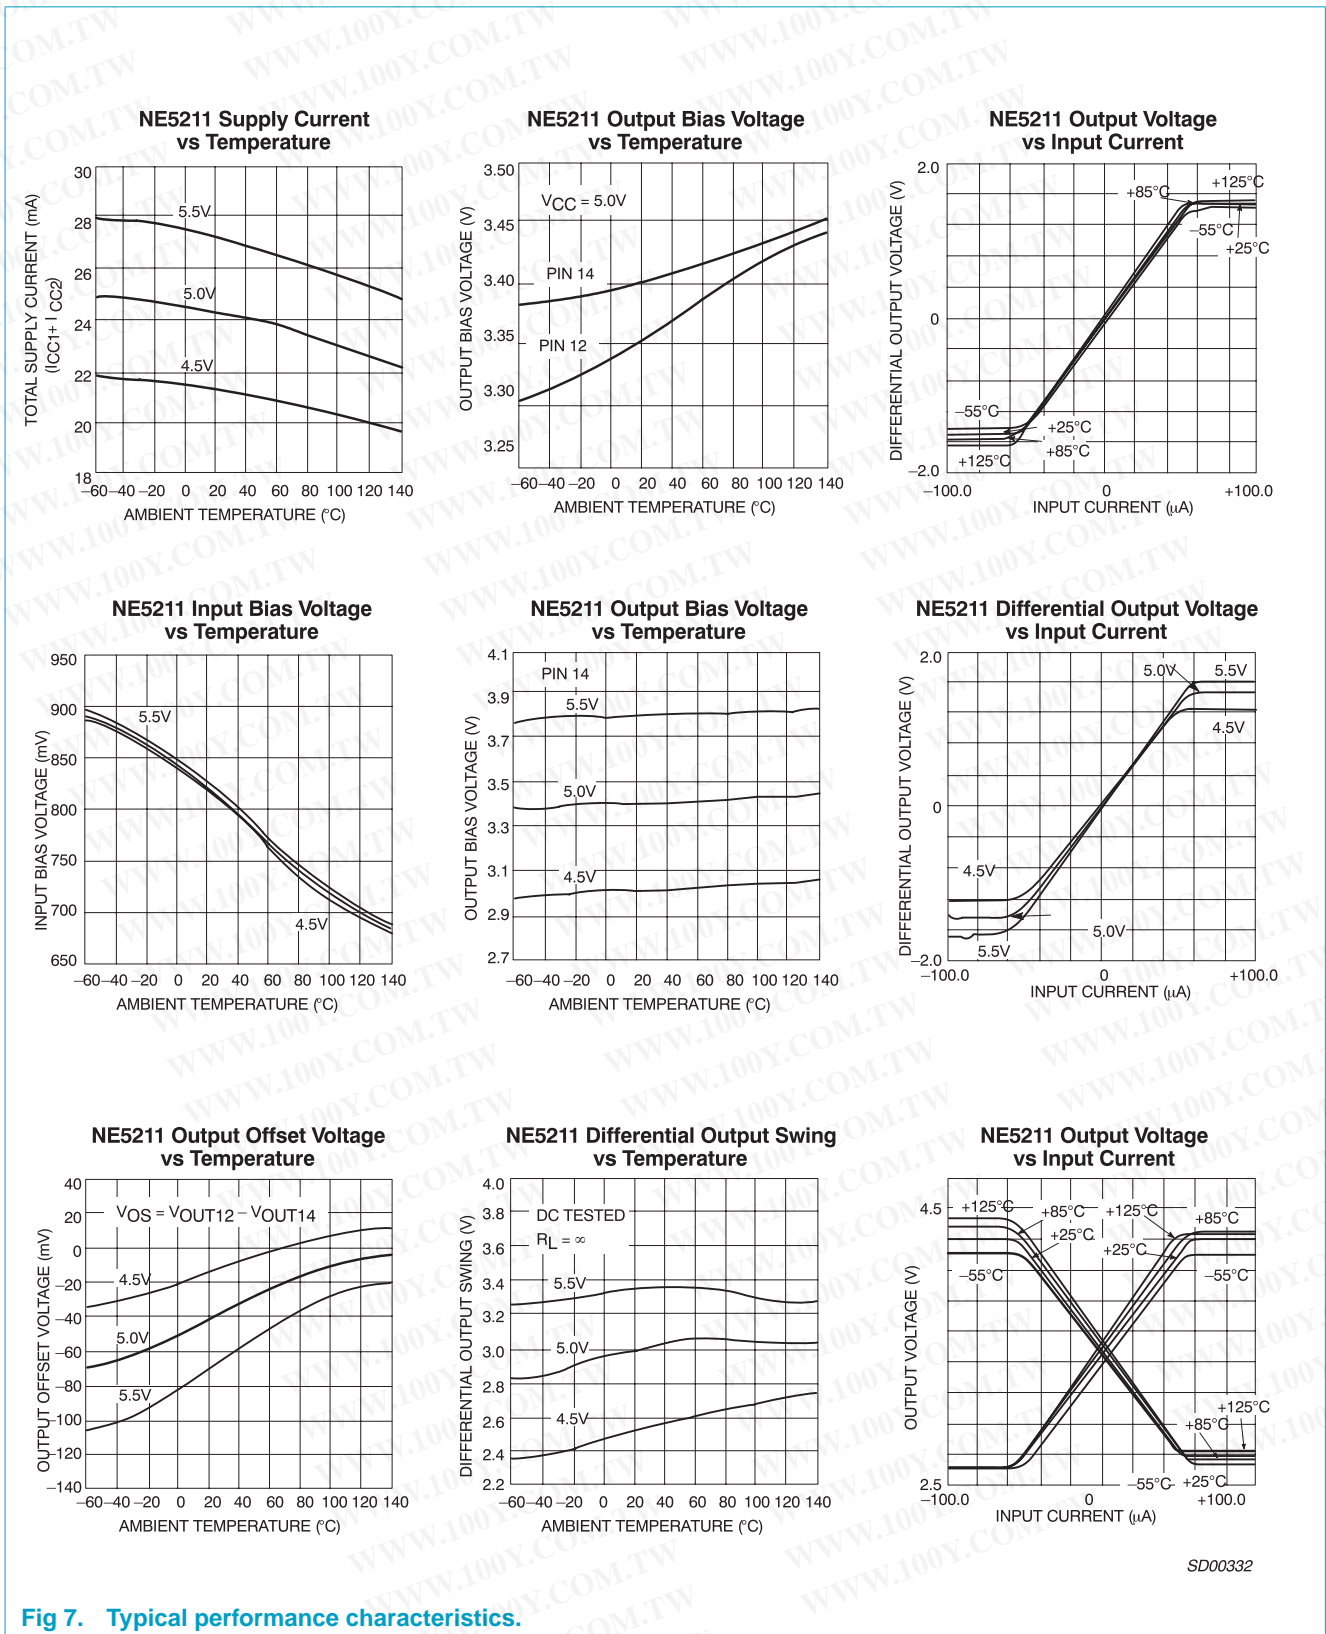 NE5211 Supply Current
vs Temperature
TOTAL SUPPLY CURRENT (mA)
(ICC1+ I CC2)
30
28
26
24
22
20
18
5.5V
5.0V
4.5V
–60–40 –20 0 20 40 60 80 100 120 140
AMBIENT TEMPERATURE (°C)
NE5211 Output Bias Voltage
vs Temperature
OUTPUT BIAS VOLTAGE (V)
3.50
3.45
3.40
3.35
3.30
3.25
VCC = 5.0V
PIN 14
PIN 12
–60–40 –20 0 20 40 60 80 100 120 140
AMBIENT TEMPERATURE (°C)
NE5211 Output Voltage
vs Input Current
DIFFERENTIAL OUTPUT VOLTAGE (V)
2.0
0
–2.0
+125°C
+85°C
–55°C
+25°C
–55°C
+25°C
+85°C
+125°C
–100.0 0 +100.0
INPUT CURRENT (µA)
NE5211 Input Bias Voltage
vs Temperature
INPUT BIAS VOLTAGE (mV)
950
900
850
800
750
700
650
5.5V
4.5V
–60 –40 –20 0 20 40 60 80 100 120 140
AMBIENT TEMPERATURE (°C)
NE5211 Output Bias Voltage
vs Temperature
OUTPUT BIAS VOLTAGE (V)
4.1
3.9
3.7
3.5
3.3
3.1
2.9
2.7
PIN 14
5.5V
5.0V
4.5V
–60–40 –20 0 20 40 60 80 100 120 140
AMBIENT TEMPERATURE (°C)
NE5211 Differential Output Voltage
vs Input Current
DIFFERENTIAL OUTPUT VOLTAGE (V)
2.0
0
–2.0
5.0V
5.5V
4.5V
4.5V
5.0V
5.5V
–100.0 0 +100.0
INPUT CURRENT (µA)
NE5211 Output Offset Voltage
vs Temperature
OUTPUT OFFSET VOLTAGE (mV)
40
20
0
–20
–40
–60
–80
–100
–120
–140
VOS = VOUT12 – VOUT14
4.5V
5.0V
5.5V
–60–40 –20 0 20 40 60 80 100 120 140
AMBIENT TEMPERATURE (°C)
NE5211 Differential Output Swing
vs Temperature
DIFFERENTIAL OUTPUT SWING (V)
4.0
3.8
3.6
3.4
3.2
3.0
2.8
2.6
2.4
2.2
DC TESTED
RL = ∞
5.5V
5.0V
4.5V
–60–40 –20 0 20 40 60 80 100 120 140
AMBIENT TEMPERATURE (°C)
NE5211 Output Voltage
vs Input Current
OUTPUT VOLTAGE (V)
4.5
2.5
+125°C
+85°C
+25°C
–55°C
+125°C
+85°C
+25°C
–55°C
+125°C
+85°C
–55°C
+25°C
–100.0 0 +100.0
INPUT CURRENT (µA)
SD00332
Fig 7. Typical performance characteristics.
WWW.100Y.COM.TW